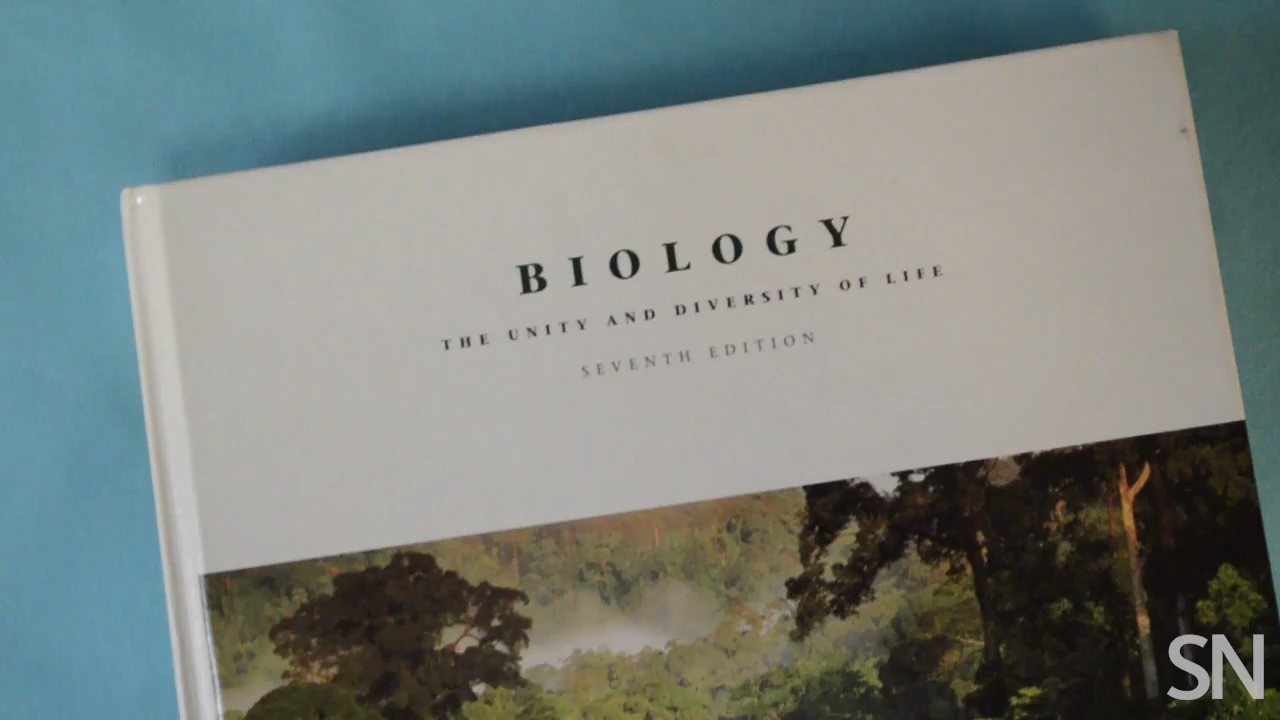 BIOLOGY
THE UNITY AND DIVERSITY OF LIFE
SEVENTH EDITION
SN